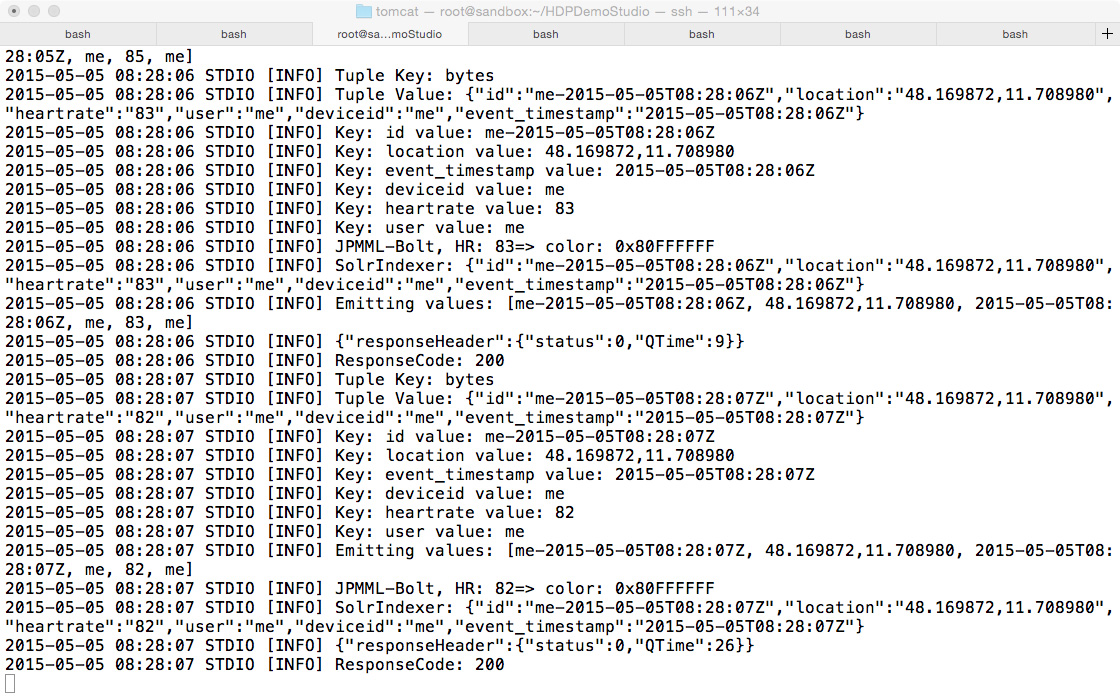 tomcat — root@sandbox:~/HDPDemoStudio — ssh — 111×34
bash bash root@sa...moStudio bash bash bash bash +
28:05Z, me, 85, me]
2015-05-05 08:28:06 STDIO [INFO] Tuple Key: bytes
2015-05-05 08:28:06 STDIO [INFO] Tuple Value: {"id":"me-2015-05-05T08:28:06Z","location":"48.169872,11.708980",
"heartrate":"83","user":"me","deviceid":"me","event_timestamp":"2015-05-05T08:28:06Z"}
2015-05-05 08:28:06 STDIO [INFO] Key: id value: me-2015-05-05T08:28:06Z
2015-05-05 08:28:06 STDIO [INFO] Key: location value: 48.169872,11.708980
2015-05-05 08:28:06 STDIO [INFO] Key: event_timestamp value: 2015-05-05T08:28:06Z
2015-05-05 08:28:06 STDIO [INFO] Key: deviceid value: me
2015-05-05 08:28:06 STDIO [INFO] Key: heartrate value: 83
2015-05-05 08:28:06 STDIO [INFO] Key: user value: me
2015-05-05 08:28:06 STDIO [INFO] JPMML-Bolt, HR: 83=> color: 0x80FFFFFF
2015-05-05 08:28:06 STDIO [INFO] SolrIndexer: {"id":"me-2015-05-05T08:28:06Z","location":"48.169872,11.708980",
"heartrate":"83","user":"me","deviceid":"me","event_timestamp":"2015-05-05T08:28:06Z"}
2015-05-05 08:28:06 STDIO [INFO] Emitting values: [me-2015-05-05T08:28:06Z, 48.169872,11.708980, 2015-05-05T08:
28:06Z, me, 83, me]
2015-05-05 08:28:06 STDIO [INFO] {"responseHeader":{"status":0,"QTime":9}}
2015-05-05 08:28:06 STDIO [INFO] ResponseCode: 200
2015-05-05 08:28:07 STDIO [INFO] Tuple Key: bytes
2015-05-05 08:28:07 STDIO [INFO] Tuple Value: {"id":"me-2015-05-05T08:28:07Z","location":"48.169872,11.708980",
"heartrate":"82","user":"me","deviceid":"me","event_timestamp":"2015-05-05T08:28:07Z"}
2015-05-05 08:28:07 STDIO [INFO] Key: id value: me-2015-05-05T08:28:07Z
2015-05-05 08:28:07 STDIO [INFO] Key: location value: 48.169872,11.708980
2015-05-05 08:28:07 STDIO [INFO] Key: event_timestamp value: 2015-05-05T08:28:07Z
2015-05-05 08:28:07 STDIO [INFO] Key: deviceid value: me
2015-05-05 08:28:07 STDIO [INFO] Key: heartrate value: 82
2015-05-05 08:28:07 STDIO [INFO] Key: user value: me
2015-05-05 08:28:07 STDIO [INFO] Emitting values: [me-2015-05-05T08:28:07Z, 48.169872,11.708980, 2015-05-05T08:
28:07Z, me, 82, me]
2015-05-05 08:28:07 STDIO [INFO] JPMML-Bolt, HR: 82=> color: 0x80FFFFFF
2015-05-05 08:28:07 STDIO [INFO] SolrIndexer: {"id":"me-2015-05-05T08:28:07Z","location":"48.169872,11.708980",
"heartrate":"82","user":"me","deviceid":"me","event_timestamp":"2015-05-05T08:28:07Z"}
2015-05-05 08:28:07 STDIO [INFO] {"responseHeader":{"status":0,"QTime":26}}
2015-05-05 08:28:07 STDIO [INFO] ResponseCode: 200